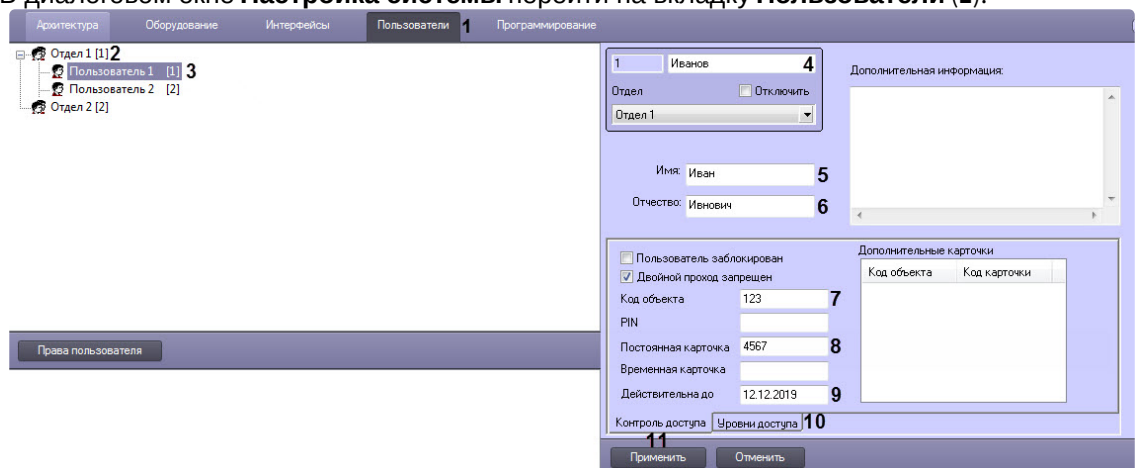 В диалоговом окне Настройка системы перейти на вкладку Пользователи (1).
Архитектура Оборудование Интерфейсы Пользователи 1 Программирование
Отдел 1 [1] 2
Пользователь 1 [1] 3
Пользователь 2 [2]
Отдел 2 [2]
1 Иванов 4
Отдел Отключить
Отдел 1
Дополнительная информация:
Имя: Иван 5
Отчество: Ивнович 6
Пользователь заблокирован
Двойной проход запрещен
Код объекта 123 7
PIN
Постоянная карточка 4567 8
Временная карточка
Действительна до 12.12.2019 9
Дополнительные карточки
Код объекта Код карточки
Контроль доступа Уровни доступа 10
11
Применить Отменить
Права пользователя